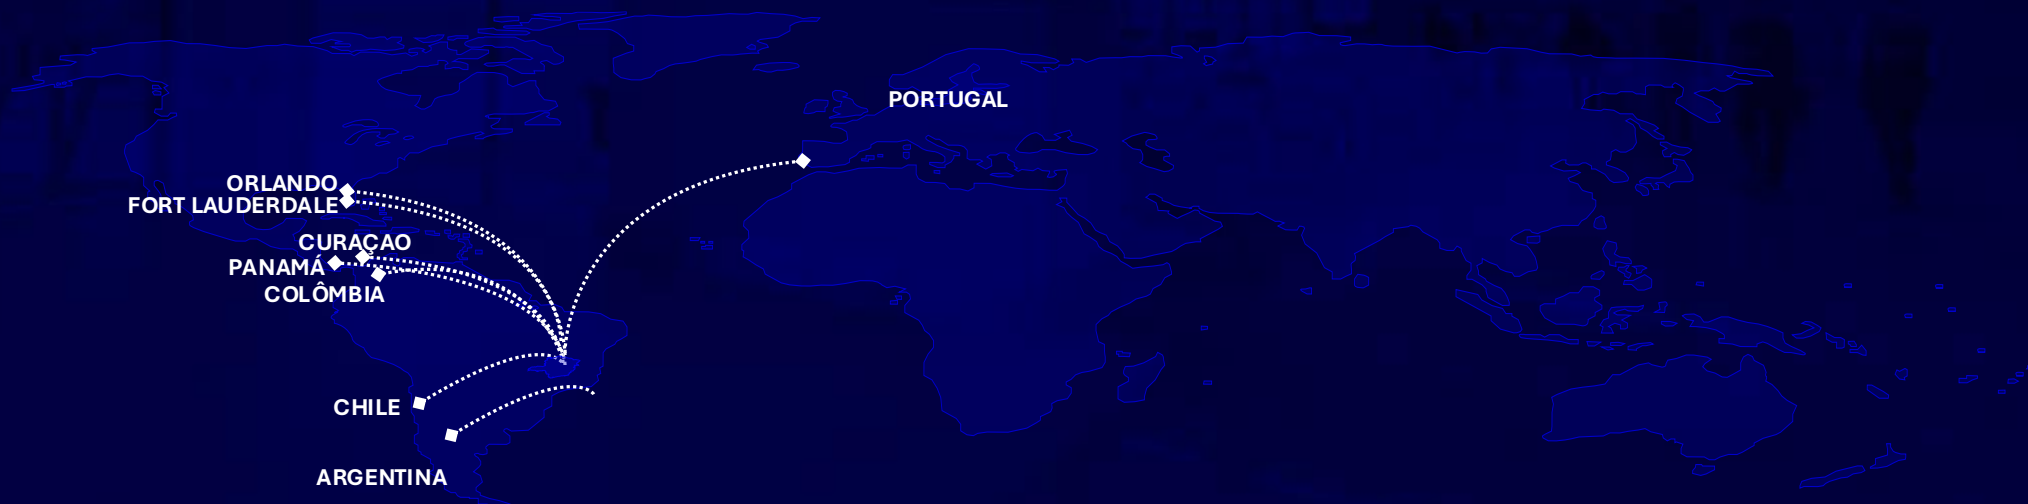 PORTUGAL
ORLANDO
FORT LAUDERDALE
CURAÇAO
PANAMÁ
COLÔMBIA
CHILE
ARGENTINA